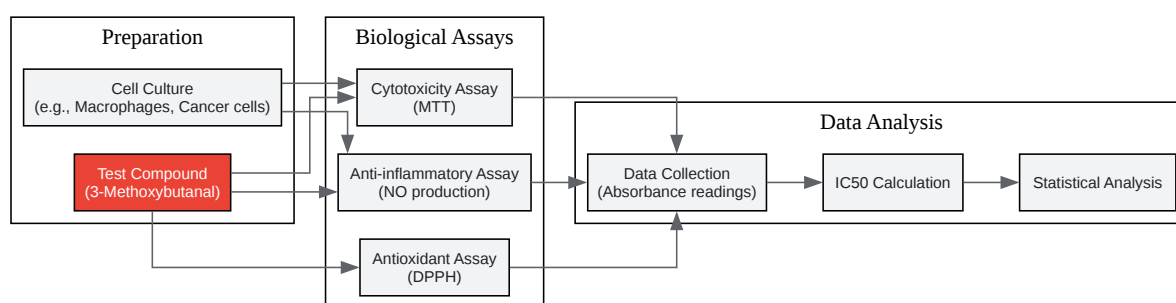 Preparation
Cell Culture
(e.g., Macrophages, Cancer cells)
Test Compound
(3-Methoxybutanal)
Biological Assays
Cytotoxicity Assay
(MTT)
Anti-inflammatory Assay
(NO production)
Antioxidant Assay
(DPPH)
Data Analysis
Data Collection
(Absorbance readings)
IC50 Calculation
Statistical Analysis